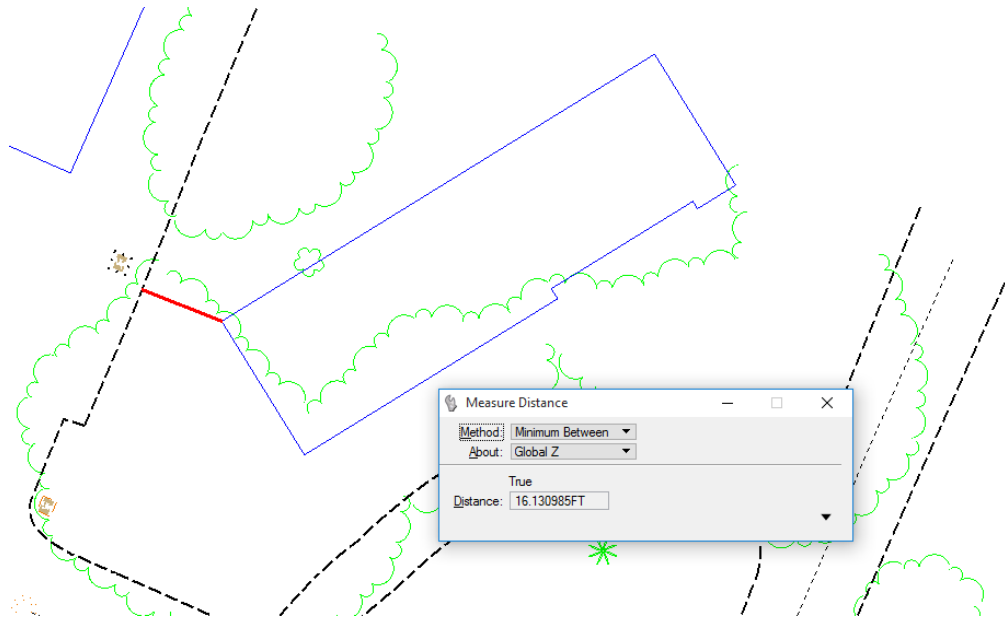 Measure Distance
Method: Minimum Between
About: Global Z
True
Distance: 16.130985FT